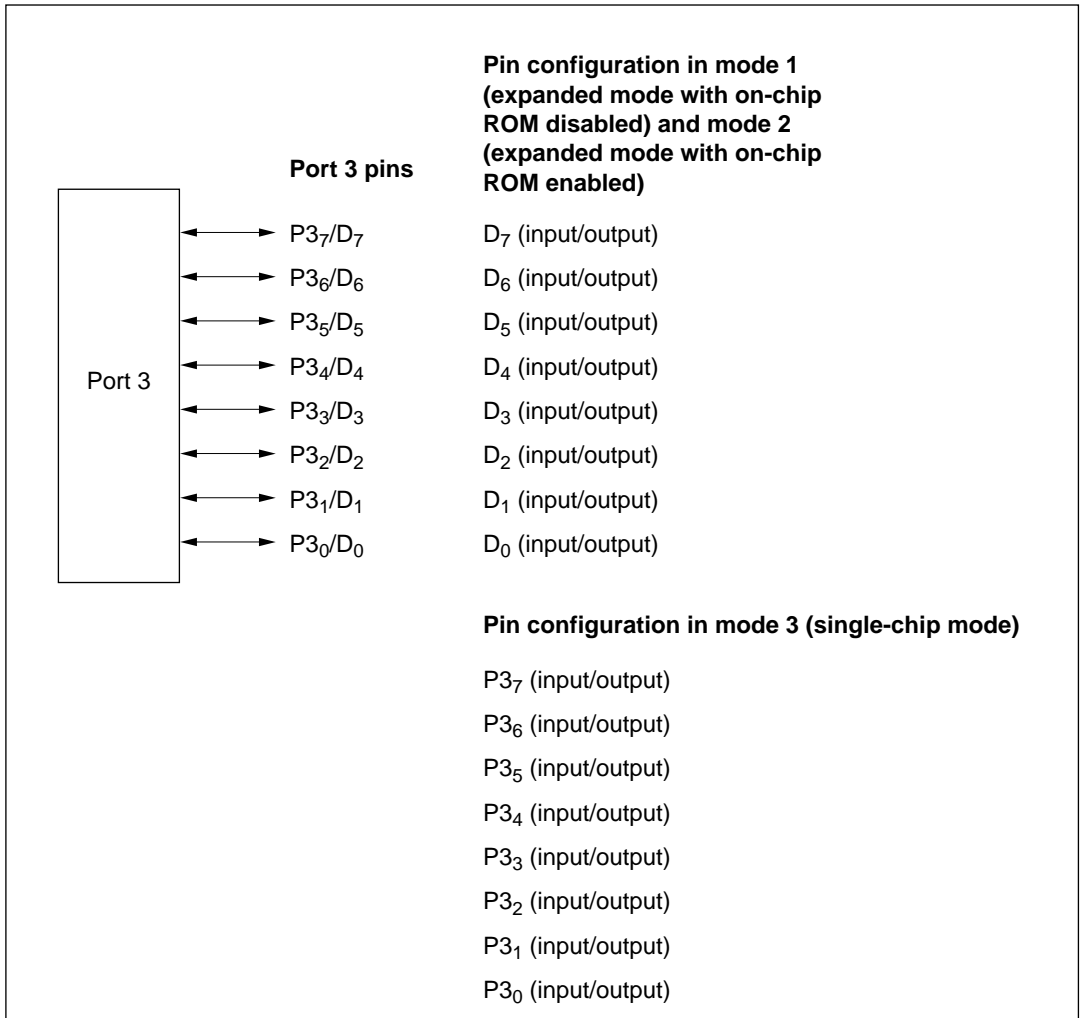 Pin configuration in mode 1
(expanded mode with on-chip
ROM disabled) and mode 2
(expanded mode with on-chip
ROM enabled)
Port 3 pins
Port 3
P3₇/D₇ D₇ (input/output)
P3₆/D₆ D₆ (input/output)
P3₅/D₅ D₅ (input/output)
P3₄/D₄ D₄ (input/output)
P3₃/D₃ D₃ (input/output)
P3₂/D₂ D₂ (input/output)
P3₁/D₁ D₁ (input/output)
P3₀/D₀ D₀ (input/output)
Pin configuration in mode 3 (single-chip mode)
P3₇ (input/output)
P3₆ (input/output)
P3₅ (input/output)
P3₄ (input/output)
P3₃ (input/output)
P3₂ (input/output)
P3₁ (input/output)
P3₀ (input/output)